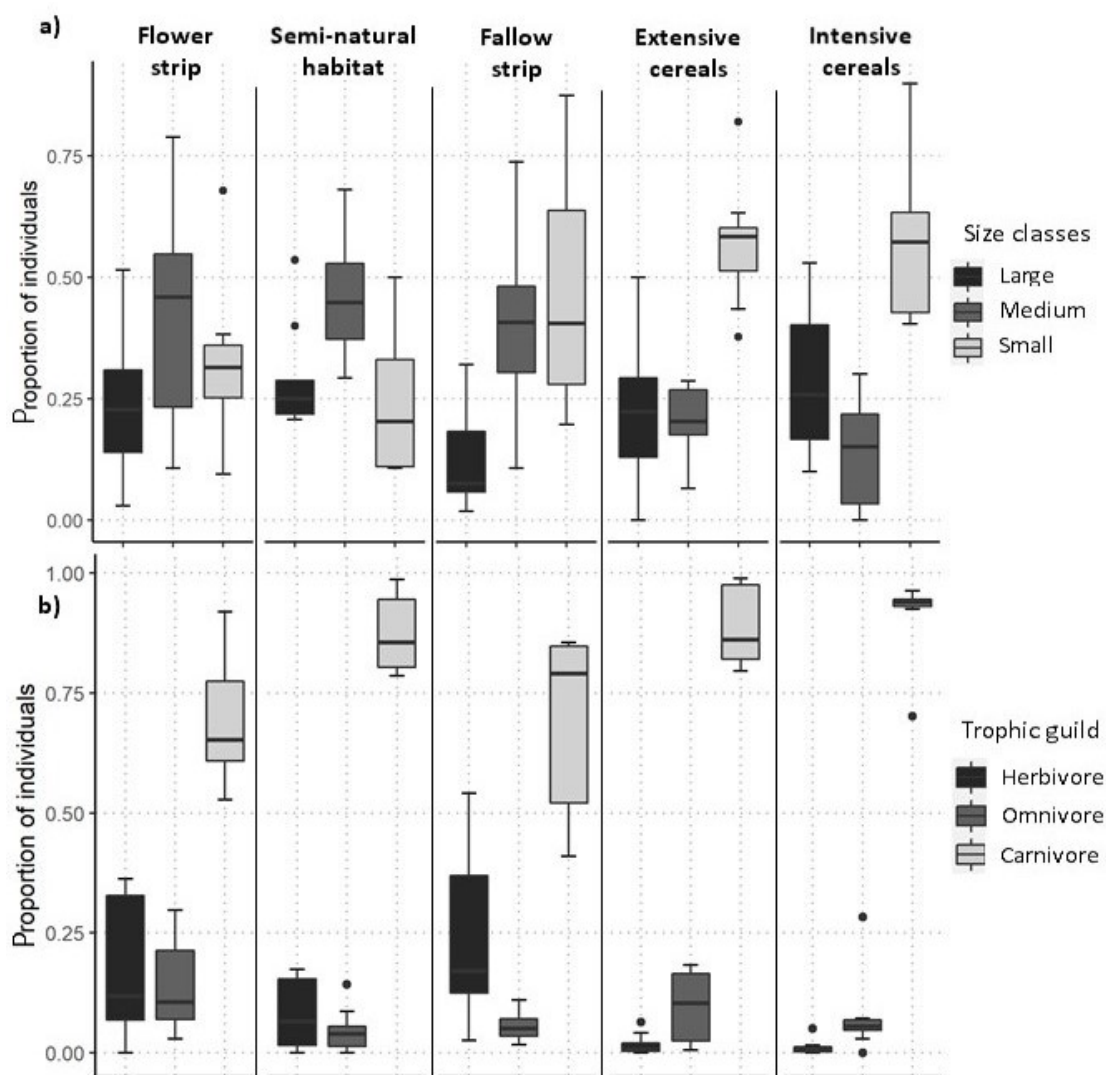 a)
Flower strip
Semi-natural habitat
Fallow strip
Extensive cereals
Intensive cereals
Proportion of individuals
0.75
0.50
0.25
0.00
Size classes
Large
Medium
Small
b)
Proportion of individuals
1.00
0.75
0.50
0.25
0.00
Trophic guild
Herbivore
Omnivore
Carnivore